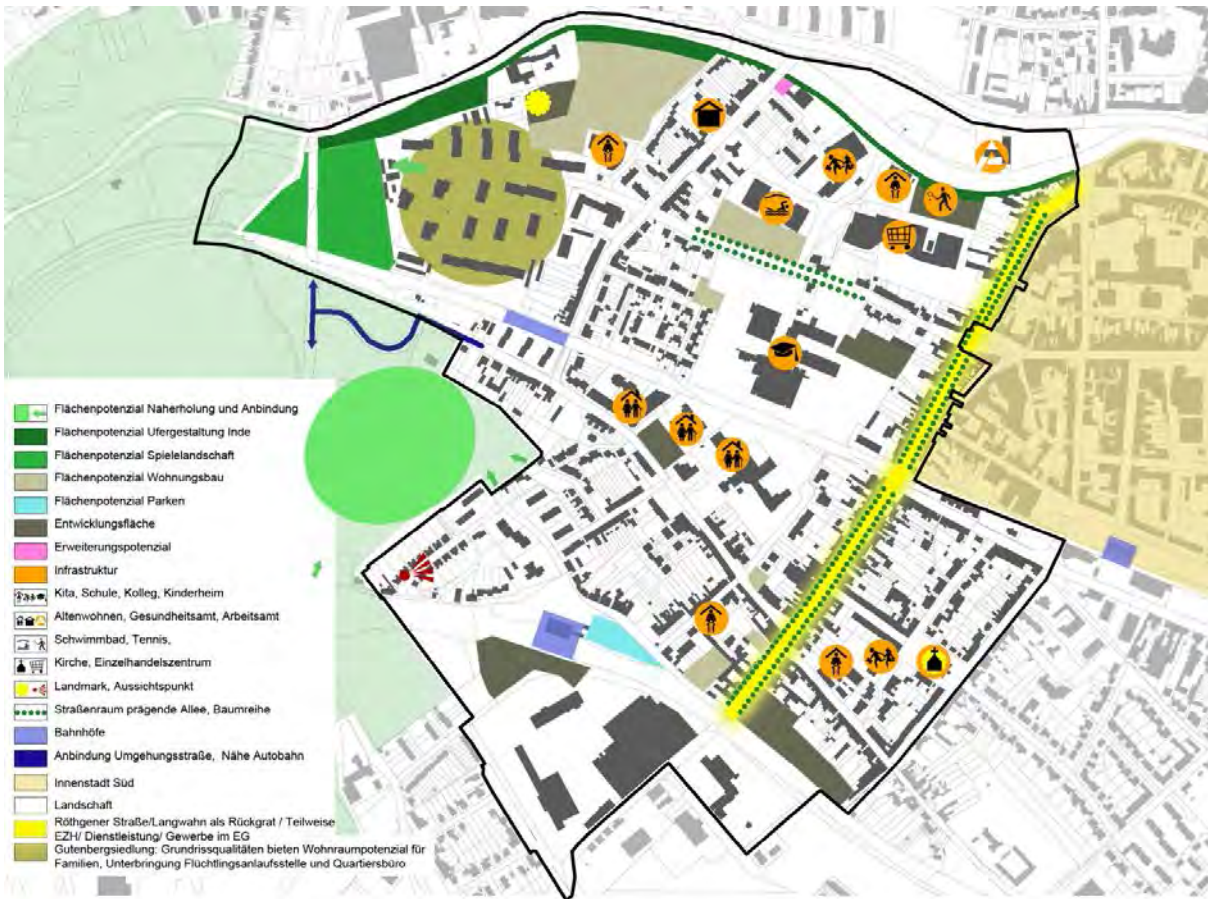 Flächenpotenzial Naherholung und Anbindung
Flächenpotenzial Ufergestaltung Inde
Flächenpotenzial Spielelandschaft
Flächenpotenzial Wohnungsbau
Flächenpotenzial Parken
Entwicklungsfläche
Erweiterungspotenzial
Infrastruktur
Kita, Schule, Kolleg, Kinderheim
Altenwohnen, Gesundheitsamt, Arbeitsamt
Schwimmbad, Tennis,
Kirche, Einzelhandelszentrum
Landmark, Aussichtspunkt
Straßenraum prägende Allee, Baumreihe
Bahnhöfe
Anbindung Umgehungsstraße, Nähe Autobahn
Innenstadt Süd
Landschaft
Röthgener Straße/Langwahn als Rückgrat / Teilweise
EZH/ Dienstleistung/ Gewerbe im EG
Gutenbergsiedlung: Grundrissqualitäten bieten Wohnraumpotenzial für
Familien, Unterbringung Flüchtlingsanlaufsstelle und Quartiersbüro